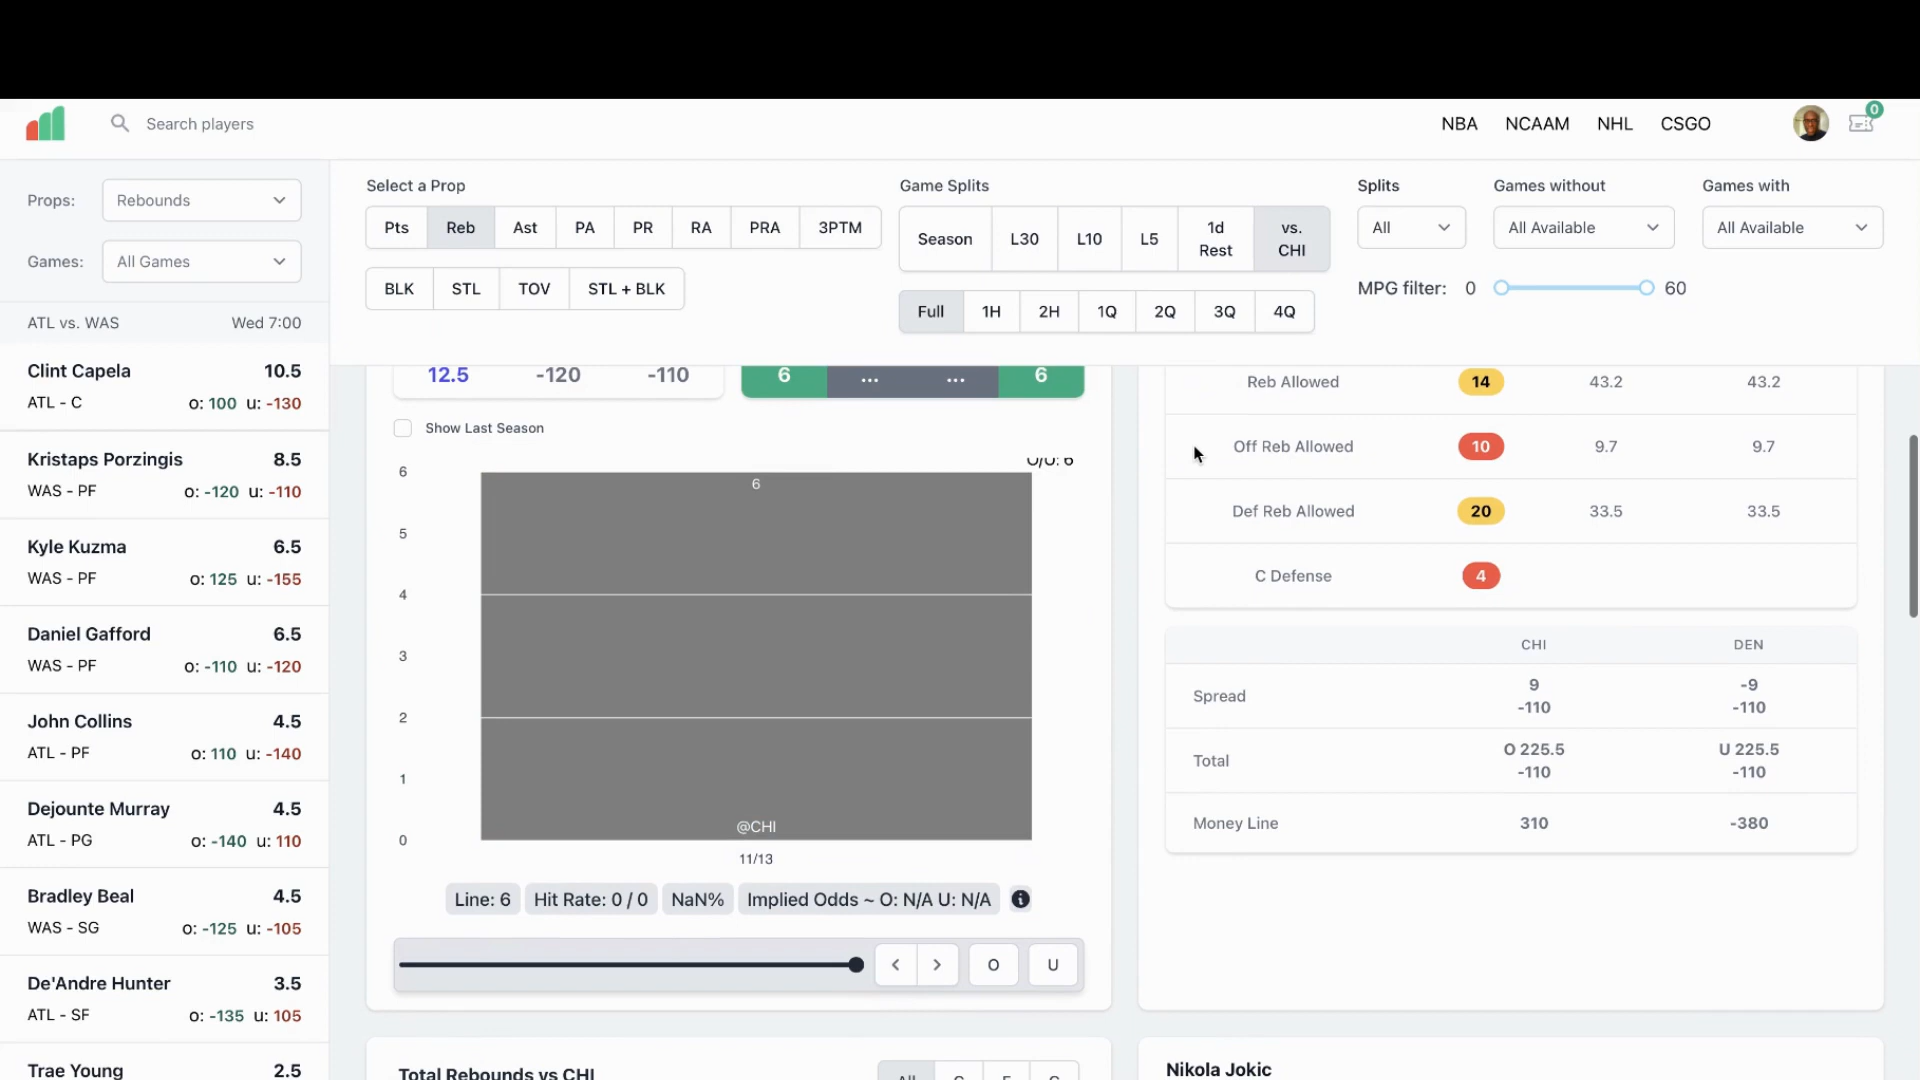 Search players
NBA NCAAM NHL CSGO 0
Props: Rebounds
Games: All Games
ATL vs. WAS Wed 7:00
Clint Capela 10.5
ATL - C o: 100 u: -130
Kristaps Porzingis 8.5
WAS - PF o: -120 u: -110
Kyle Kuzma 6.5
WAS - PF o: 125 u: -155
Daniel Gafford 6.5
WAS - PF o: -110 u: -120
John Collins 4.5
ATL - PF o: 110 u: -140
Dejounte Murray 4.5
ATL - PG o: -140 u: 110
Bradley Beal 4.5
WAS - SG o: -125 u: -105
De'Andre Hunter 3.5
ATL - SF o: -135 u: 105
Trae Young 2.5
Select a Prop
Pts Reb Ast PA PR RA PRA 3PTM
BLK STL TOV STL + BLK
Game Splits
Season L30 L10 L5 1d Rest vs. CHI
Full 1H 2H 1Q 2Q 3Q 4Q
Splits Games without Games with
All All Available All Available
MPG filter: 0 60
12.5 -120 -110 6 ... ... 6
Show Last Season
O/U: 6
6
5
4
3
2
1
0
6
@CHI
11/13
Line: 6 Hit Rate: 0 / 0 NaN% Implied Odds ~ O: N/A U: N/A
< > O U
Total Rebounds vs CHI All
Reb Allowed 14 43.2 43.2
Off Reb Allowed 10 9.7 9.7
Def Reb Allowed 20 33.5 33.5
C Defense 4
CHI DEN
Spread 9 -9
-110 -110
Total O 225.5 U 225.5
-110 -110
Money Line 310 -380
Nikola Jokic